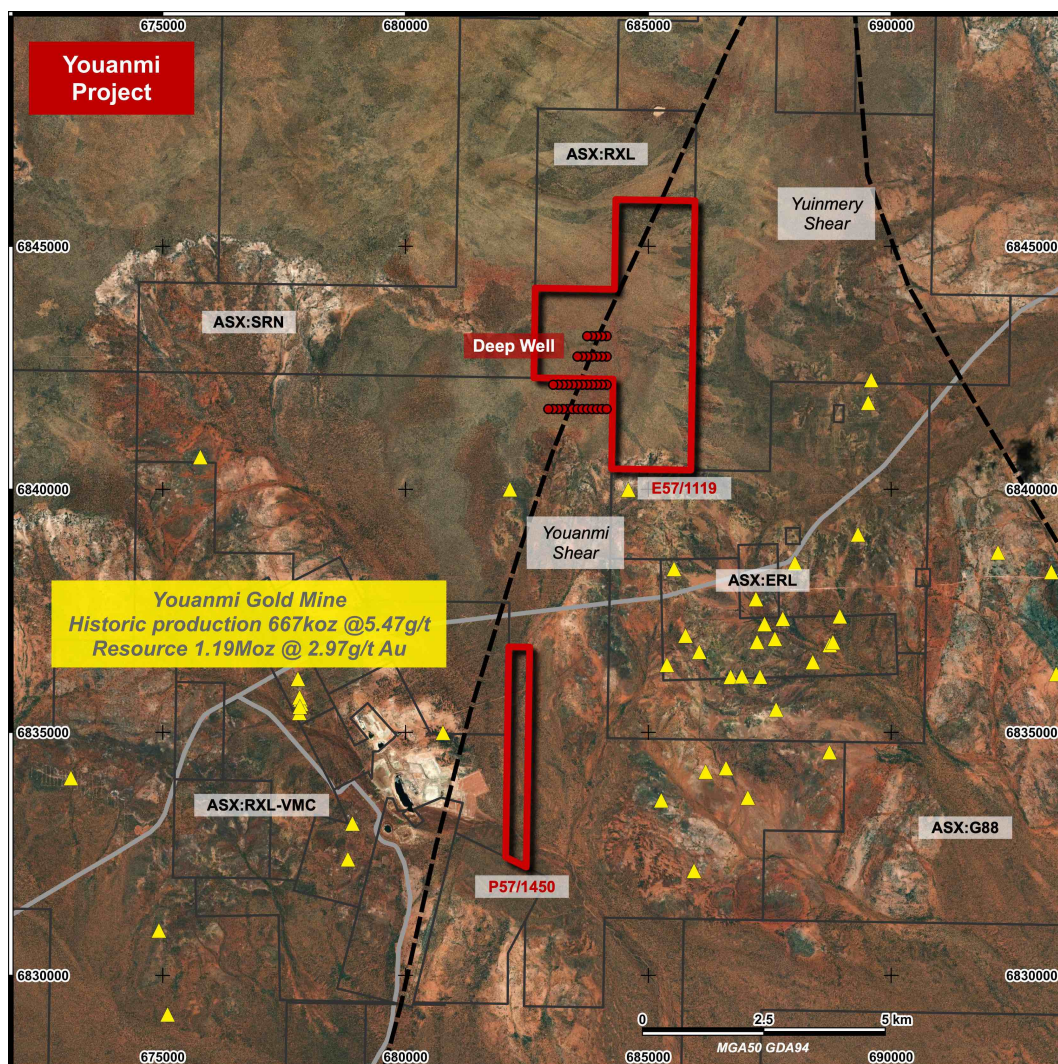 675000
680000
685000
690000
Youanmi
Project
ASX:RXL
Yuinmery
Shear
6845000
6845000
ASX:SRN
Deep Well
6840000
6840000
E57/1119
Youanmi
Shear
ASX:ERL
Youanmi Gold Mine
Historic production 667koz @5.47g/t
Resource 1.19Moz @ 2.97g/t Au
6835000
6835000
ASX:RXL-VMC
ASX:G88
P57/1450
6830000
6830000
0
2.5
5 km
MGA50 GDA94
675000
680000
685000
690000